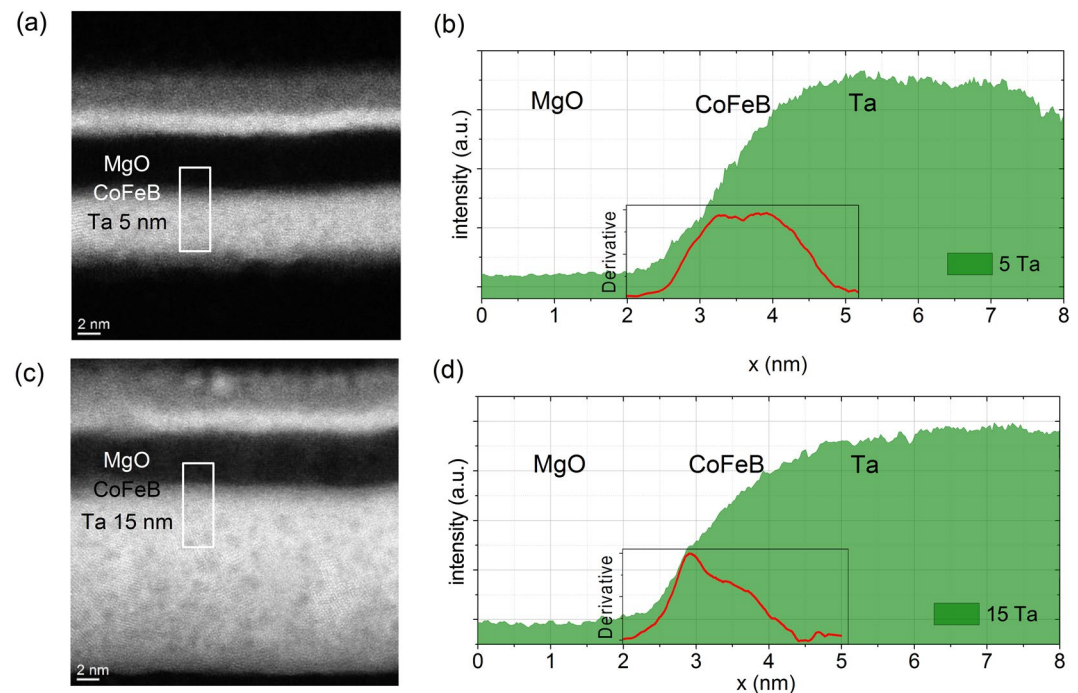 (a)
MgO
CoFeB
Ta 5 nm
2 nm
(b)
MgO
CoFeB
Ta
intensity (a.u.)
Derivative
5 Ta
0 1 2 3 4 5 6 7 8
x (nm)
(c)
MgO
CoFeB
Ta 15 nm
2 nm
(d)
MgO
CoFeB
Ta
intensity (a.u.)
Derivative
15 Ta
0 1 2 3 4 5 6 7 8
x (nm)